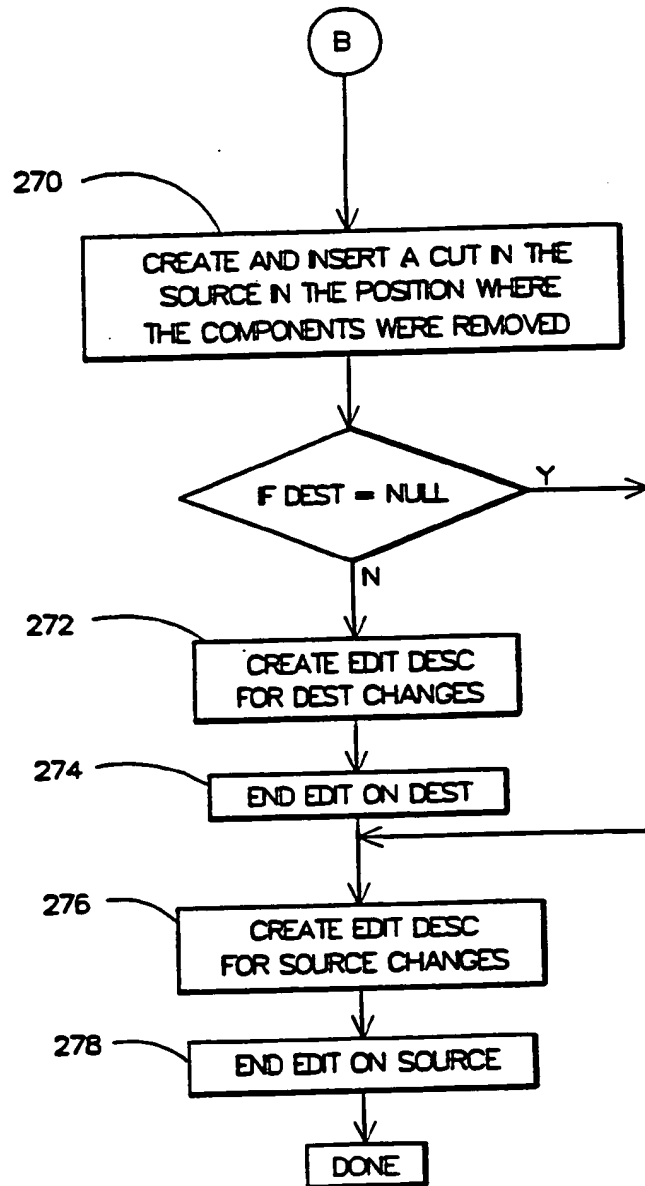 B
270
CREATE AND INSERT A CUT IN THE
SOURCE IN THE POSITION WHERE
THE COMPONENTS WERE REMOVED
IF DEST = NULL
Y
N
272
CREATE EDIT DESC
FOR DEST CHANGES
274
END EDIT ON DEST
276
CREATE EDIT DESC
FOR SOURCE CHANGES
278
END EDIT ON SOURCE
DONE